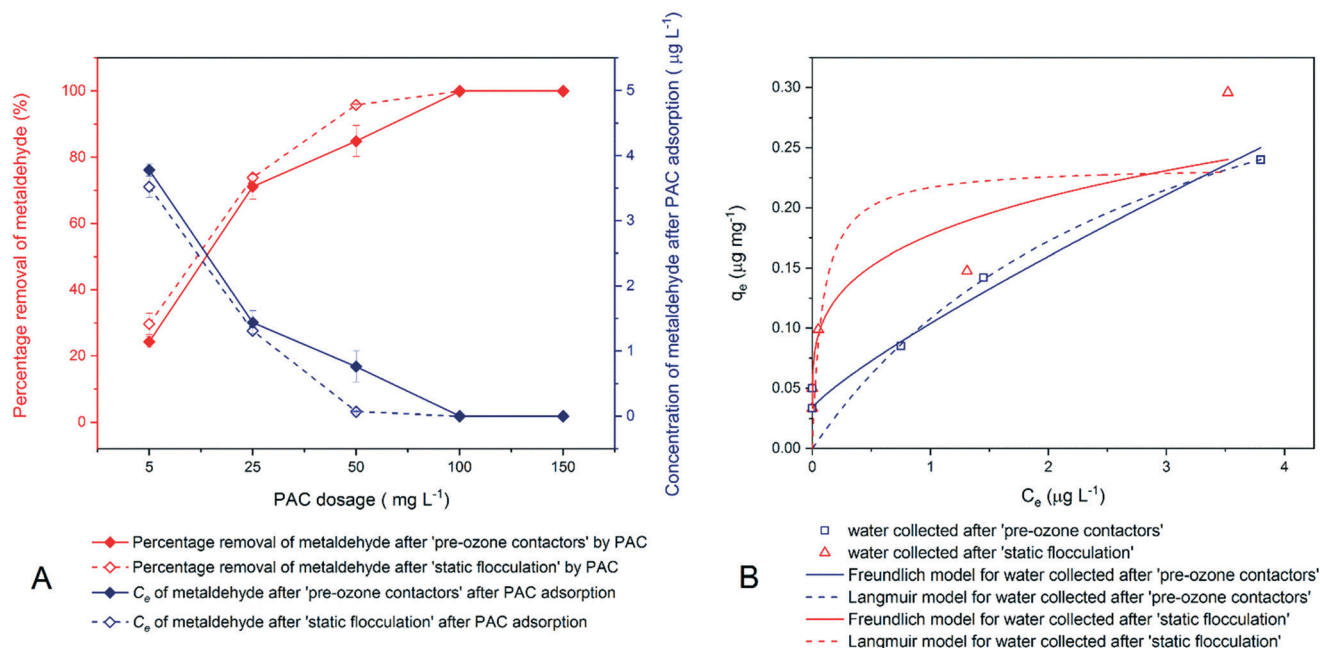 Percentage removal of metaldehyde (%)
100
80
60
40
20
0
5
25
50
100
150
PAC dosage ( mg L⁻¹)
5
4
3
2
1
0
Concentration of metaldehyde after PAC adsorption ( μg L⁻¹)
Percentage removal of metaldehyde after 'pre-ozone contactors' by PAC
Percentage removal of metaldehyde after 'static flocculation' by PAC
Cₑ of metaldehyde after 'pre-ozone contactors' after PAC adsorption
Cₑ of metaldehyde after 'static flocculation' after PAC adsorption
A
qₑ (μg mg⁻¹)
0.30
0.25
0.20
0.15
0.10
0.05
0.00
0
1
2
3
4
Cₑ (μg L⁻¹)
water collected after 'pre-ozone contactors'
water collected after 'static flocculation'
Freundlich model for water collected after 'pre-ozone contactors'
Langmuir model for water collected after 'pre-ozone contactors'
Freundlich model for water collected after 'static flocculation'
Langmuir model for water collected after 'static flocculation'
B